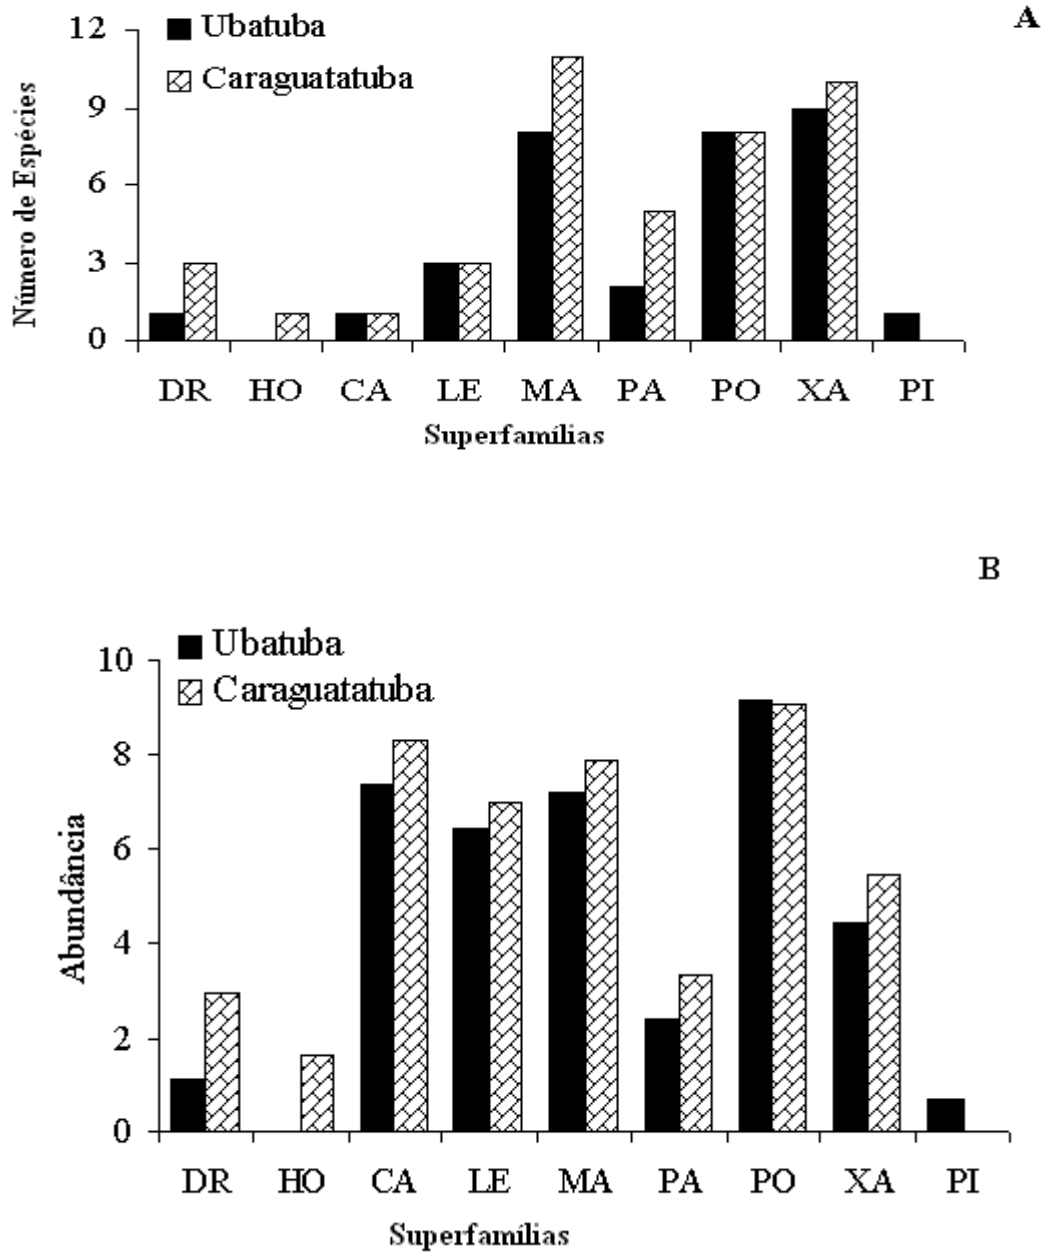 A
Ubatuba
Caraguatatuba
12
9
6
3
0
Número de Espécies
DR HO CA LE MA PA PO XA PI
Superfamílias
B
Ubatuba
Caraguatatuba
10
8
6
4
2
0
Abundância
DR HO CA LE MA PA PO XA PI
Superfamílias